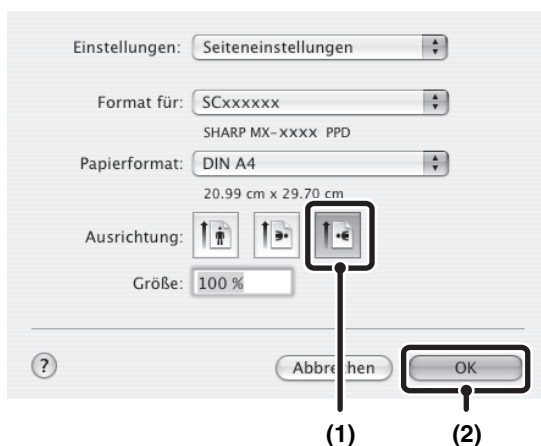 Einstellungen: Seiteneinstellungen
Format für: SCxxxxxx
SHARP MX-xxxx PPD
Papierformat: DIN A4
20.99 cm x 29.70 cm
Ausrichtung:
Größe: 100 %
? Abbrechen OK
(1) (2)